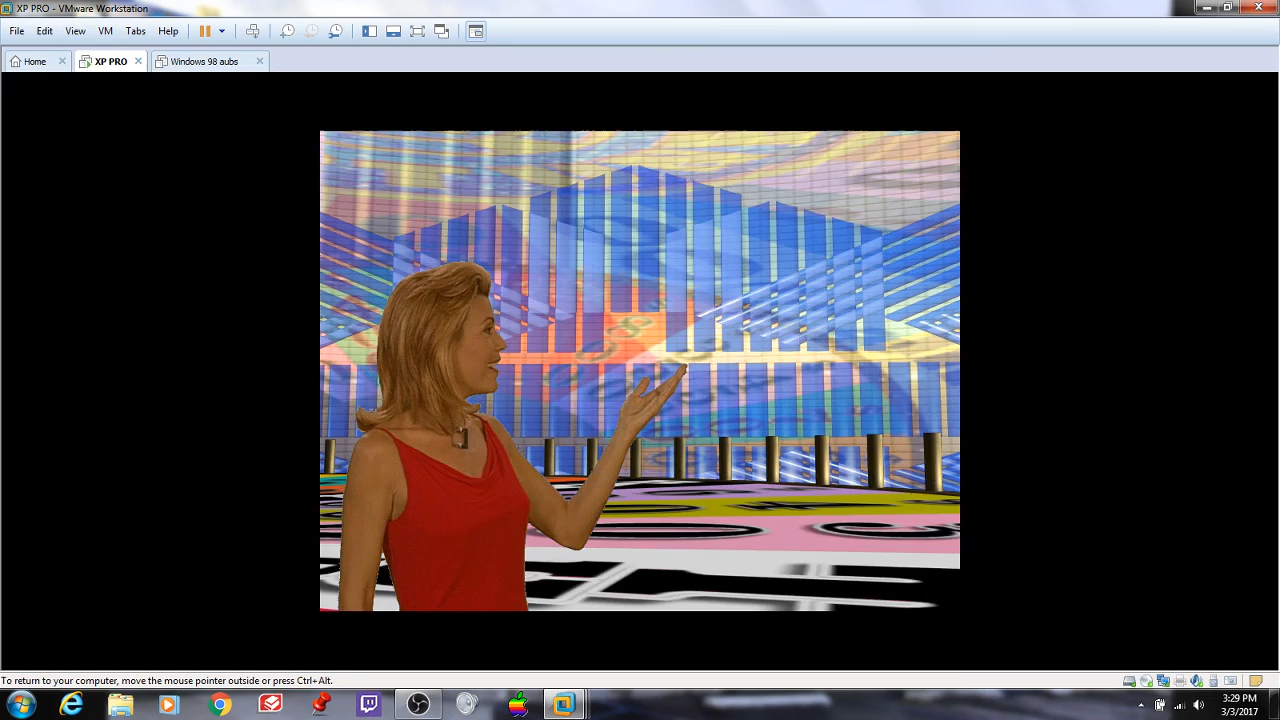 XP PRO - VMware Workstation
File Edit View VM Tabs Help
Home XP PRO Windows 98 aubs
To return to your computer, move the mouse pointer outside or press Ctrl+Alt.
3:29 PM
3/3/2017